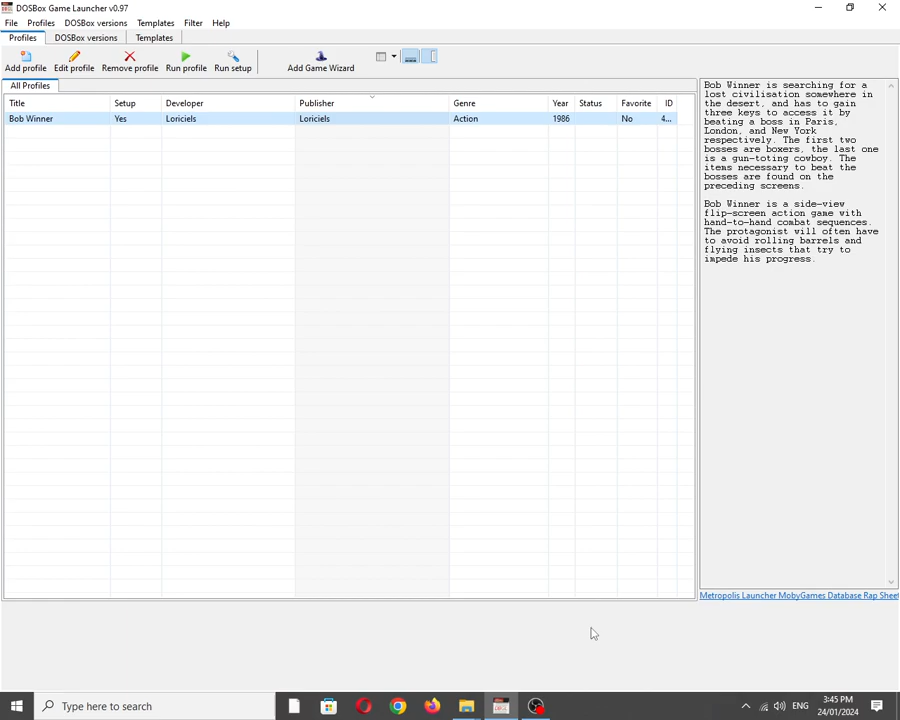 DOSBox Game Launcher v0.97
File Profiles DOSBox versions Templates Filter Help
Profiles DOSBox versions Templates
Add profile Edit profile Remove profile Run profile Run setup Add Game Wizard
All Profiles
Title Setup Developer Publisher Genre Year Status Favorite ID
Bob Winner Yes Loriciels Loriciels Action 1986 No 4...
Bob Winner is searching for a
lost civilisation somewhere in
the desert, and has to gain
three keys to access it by
beating a boss in Paris,
London, and New York
respectively. The first two
bosses are boxers, the last one
is a gun-toting cowboy. The
items necessary to beat the
bosses are found on the
preceding screens.
Bob Winner is a side-view
flip-screen action game with
hand-to-hand combat sequences.
The protagonist will often have
to avoid rolling barrels and
flying insects that try to
impede his progress.
Metropolis Launcher MobyGames Database Rap Sheet
Type here to search
ENG
3:45 PM
24/01/2024